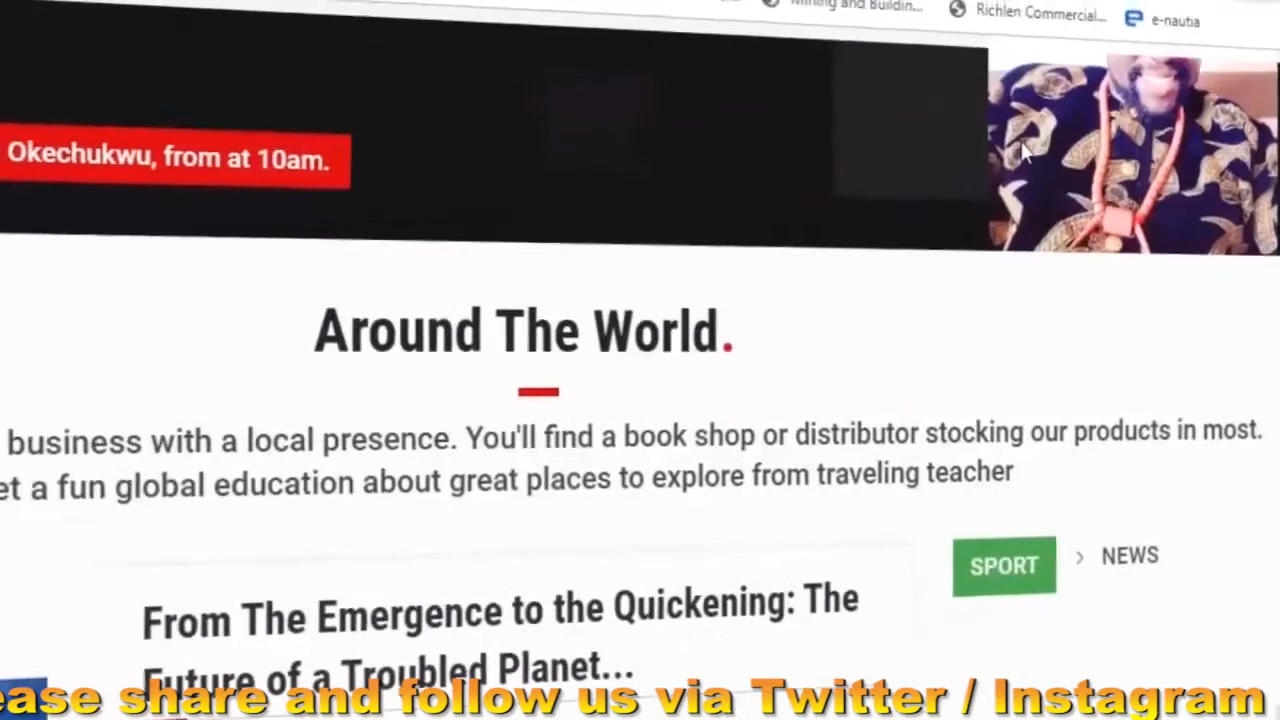 Mining and Buildin...
Richlen Commercial...
e-nautia
Okechukwu, from at 10am.
Around The World.
business with a local presence. You'll find a book shop or distributor stocking our products in most.
et a fun global education about great places to explore from traveling teacher
SPORT > NEWS
From The Emergence to the Quickening: The
Future of a Troubled Planet...
ease share and follow us via Twitter / Instagram